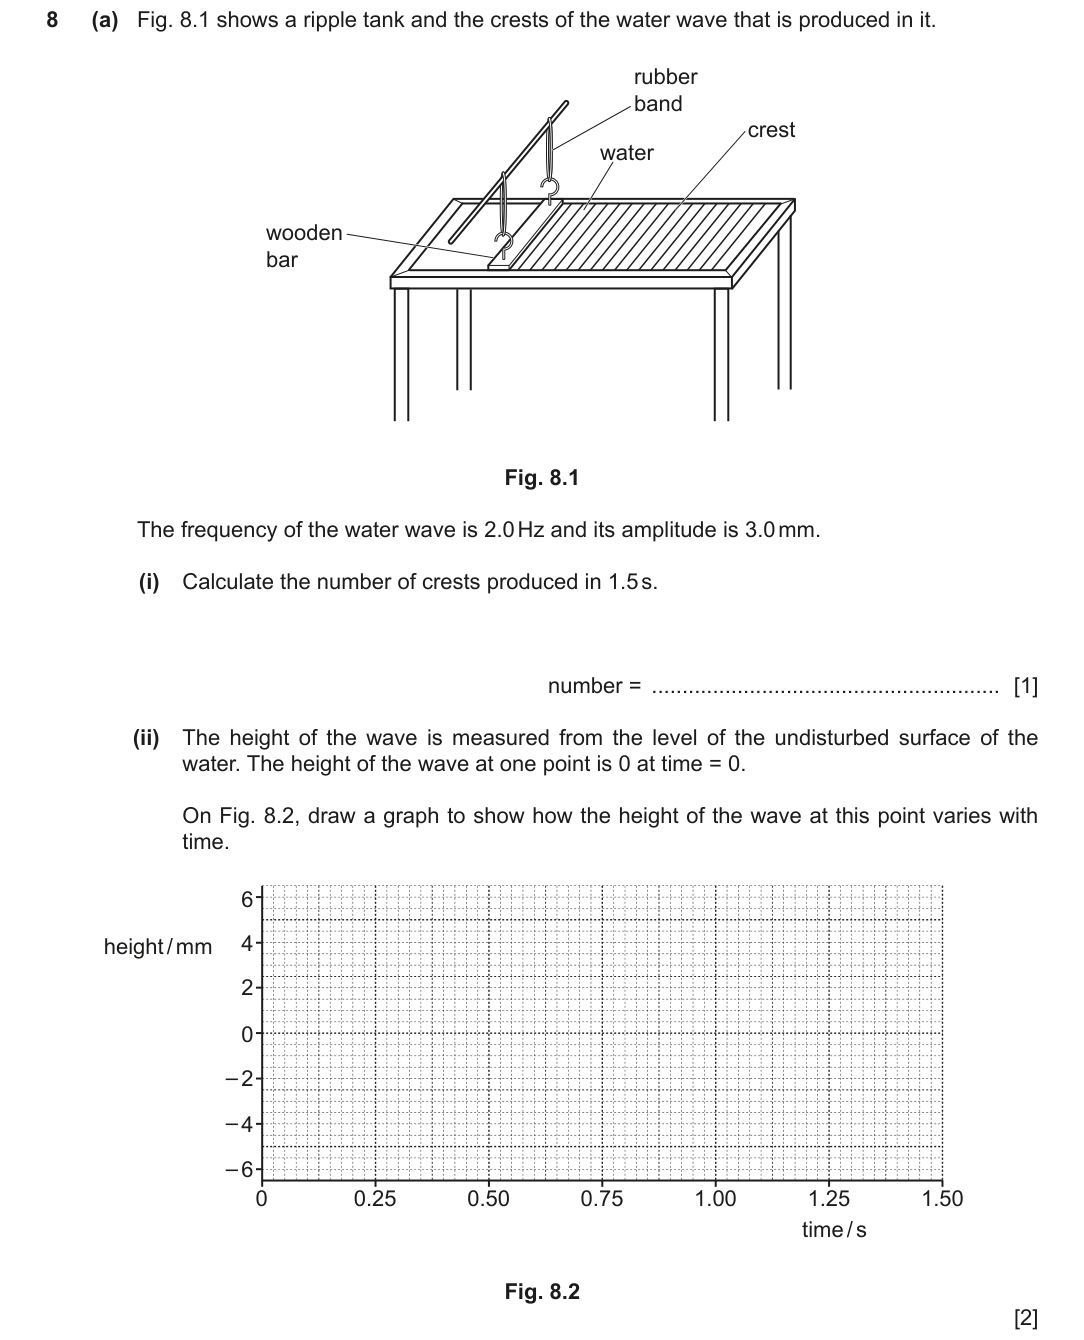 8 (a) Fig. 8.1 shows a ripple tank and the crests of the water wave that is produced in it.
rubber
band
crest
water
wooden
bar
Fig. 8.1
The frequency of the water wave is 2.0 Hz and its amplitude is 3.0 mm.
(i) Calculate the number of crests produced in 1.5 s.
number = ......................................................... [1]
(ii) The height of the wave is measured from the level of the undisturbed surface of the
water. The height of the wave at one point is 0 at time = 0.
On Fig. 8.2, draw a graph to show how the height of the wave at this point varies with
time.
6
height / mm 4
2
0
–2
–4
–6
0 0.25 0.50 0.75 1.00 1.25 1.50
time / s
Fig. 8.2
[2]